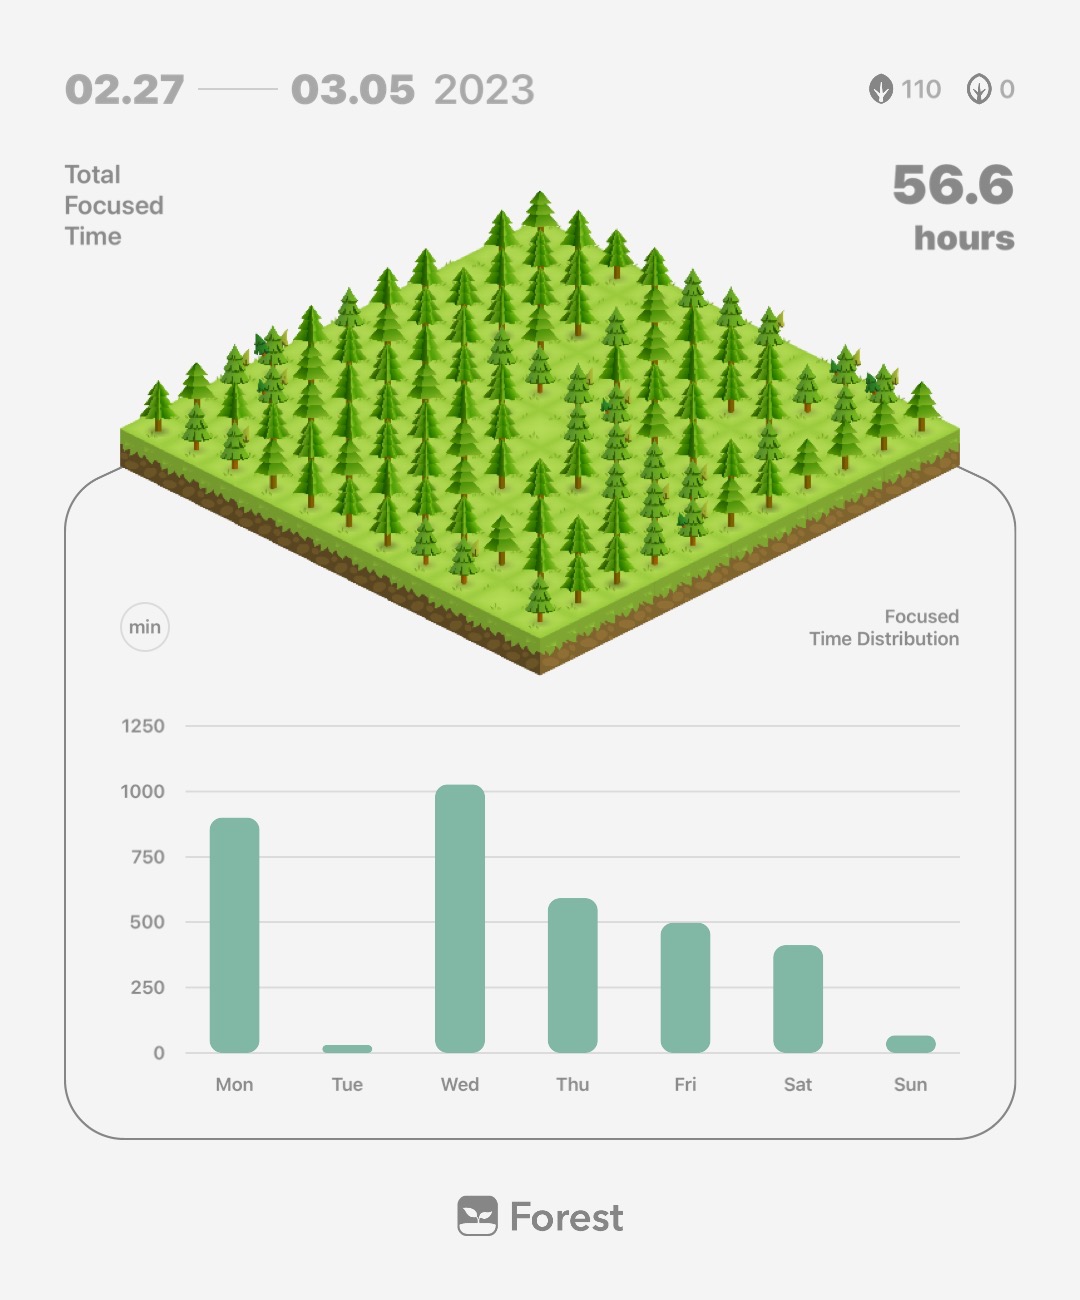 02.27 03.05 2023 110 0
Total
Focused
Time
56.6
hours
min
Focused
Time Distribution
1250
1000
750
500
250
0
Mon Tue Wed Thu Fri Sat Sun
Forest